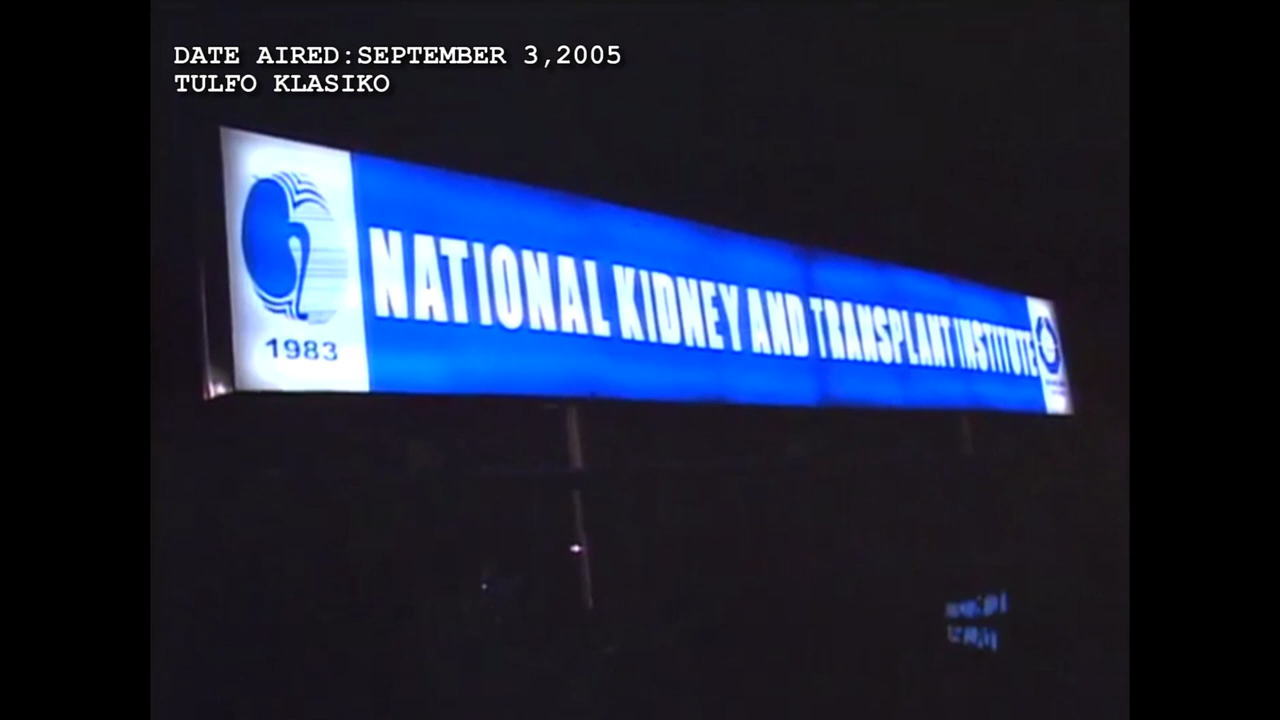 DATE AIRED:SEPTEMBER 3,2005
TULFO KLASIKO
NATIONAL KIDNEY AND TRANSPLANT INSTITUTE
1983